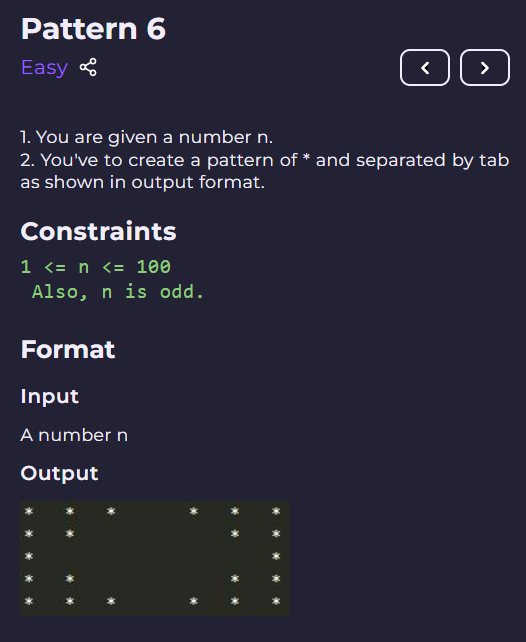 Pattern 6
Easy
1. You are given a number n.
2. You've to create a pattern of * and separated by tab
as shown in output format.
Constraints
1 <= n <= 100
Also, n is odd.
Format
Input
A number n
Output
*	*	*		*	*	*
*	*				*	*
*						*
*	*				*	*
*	*	*		*	*	*